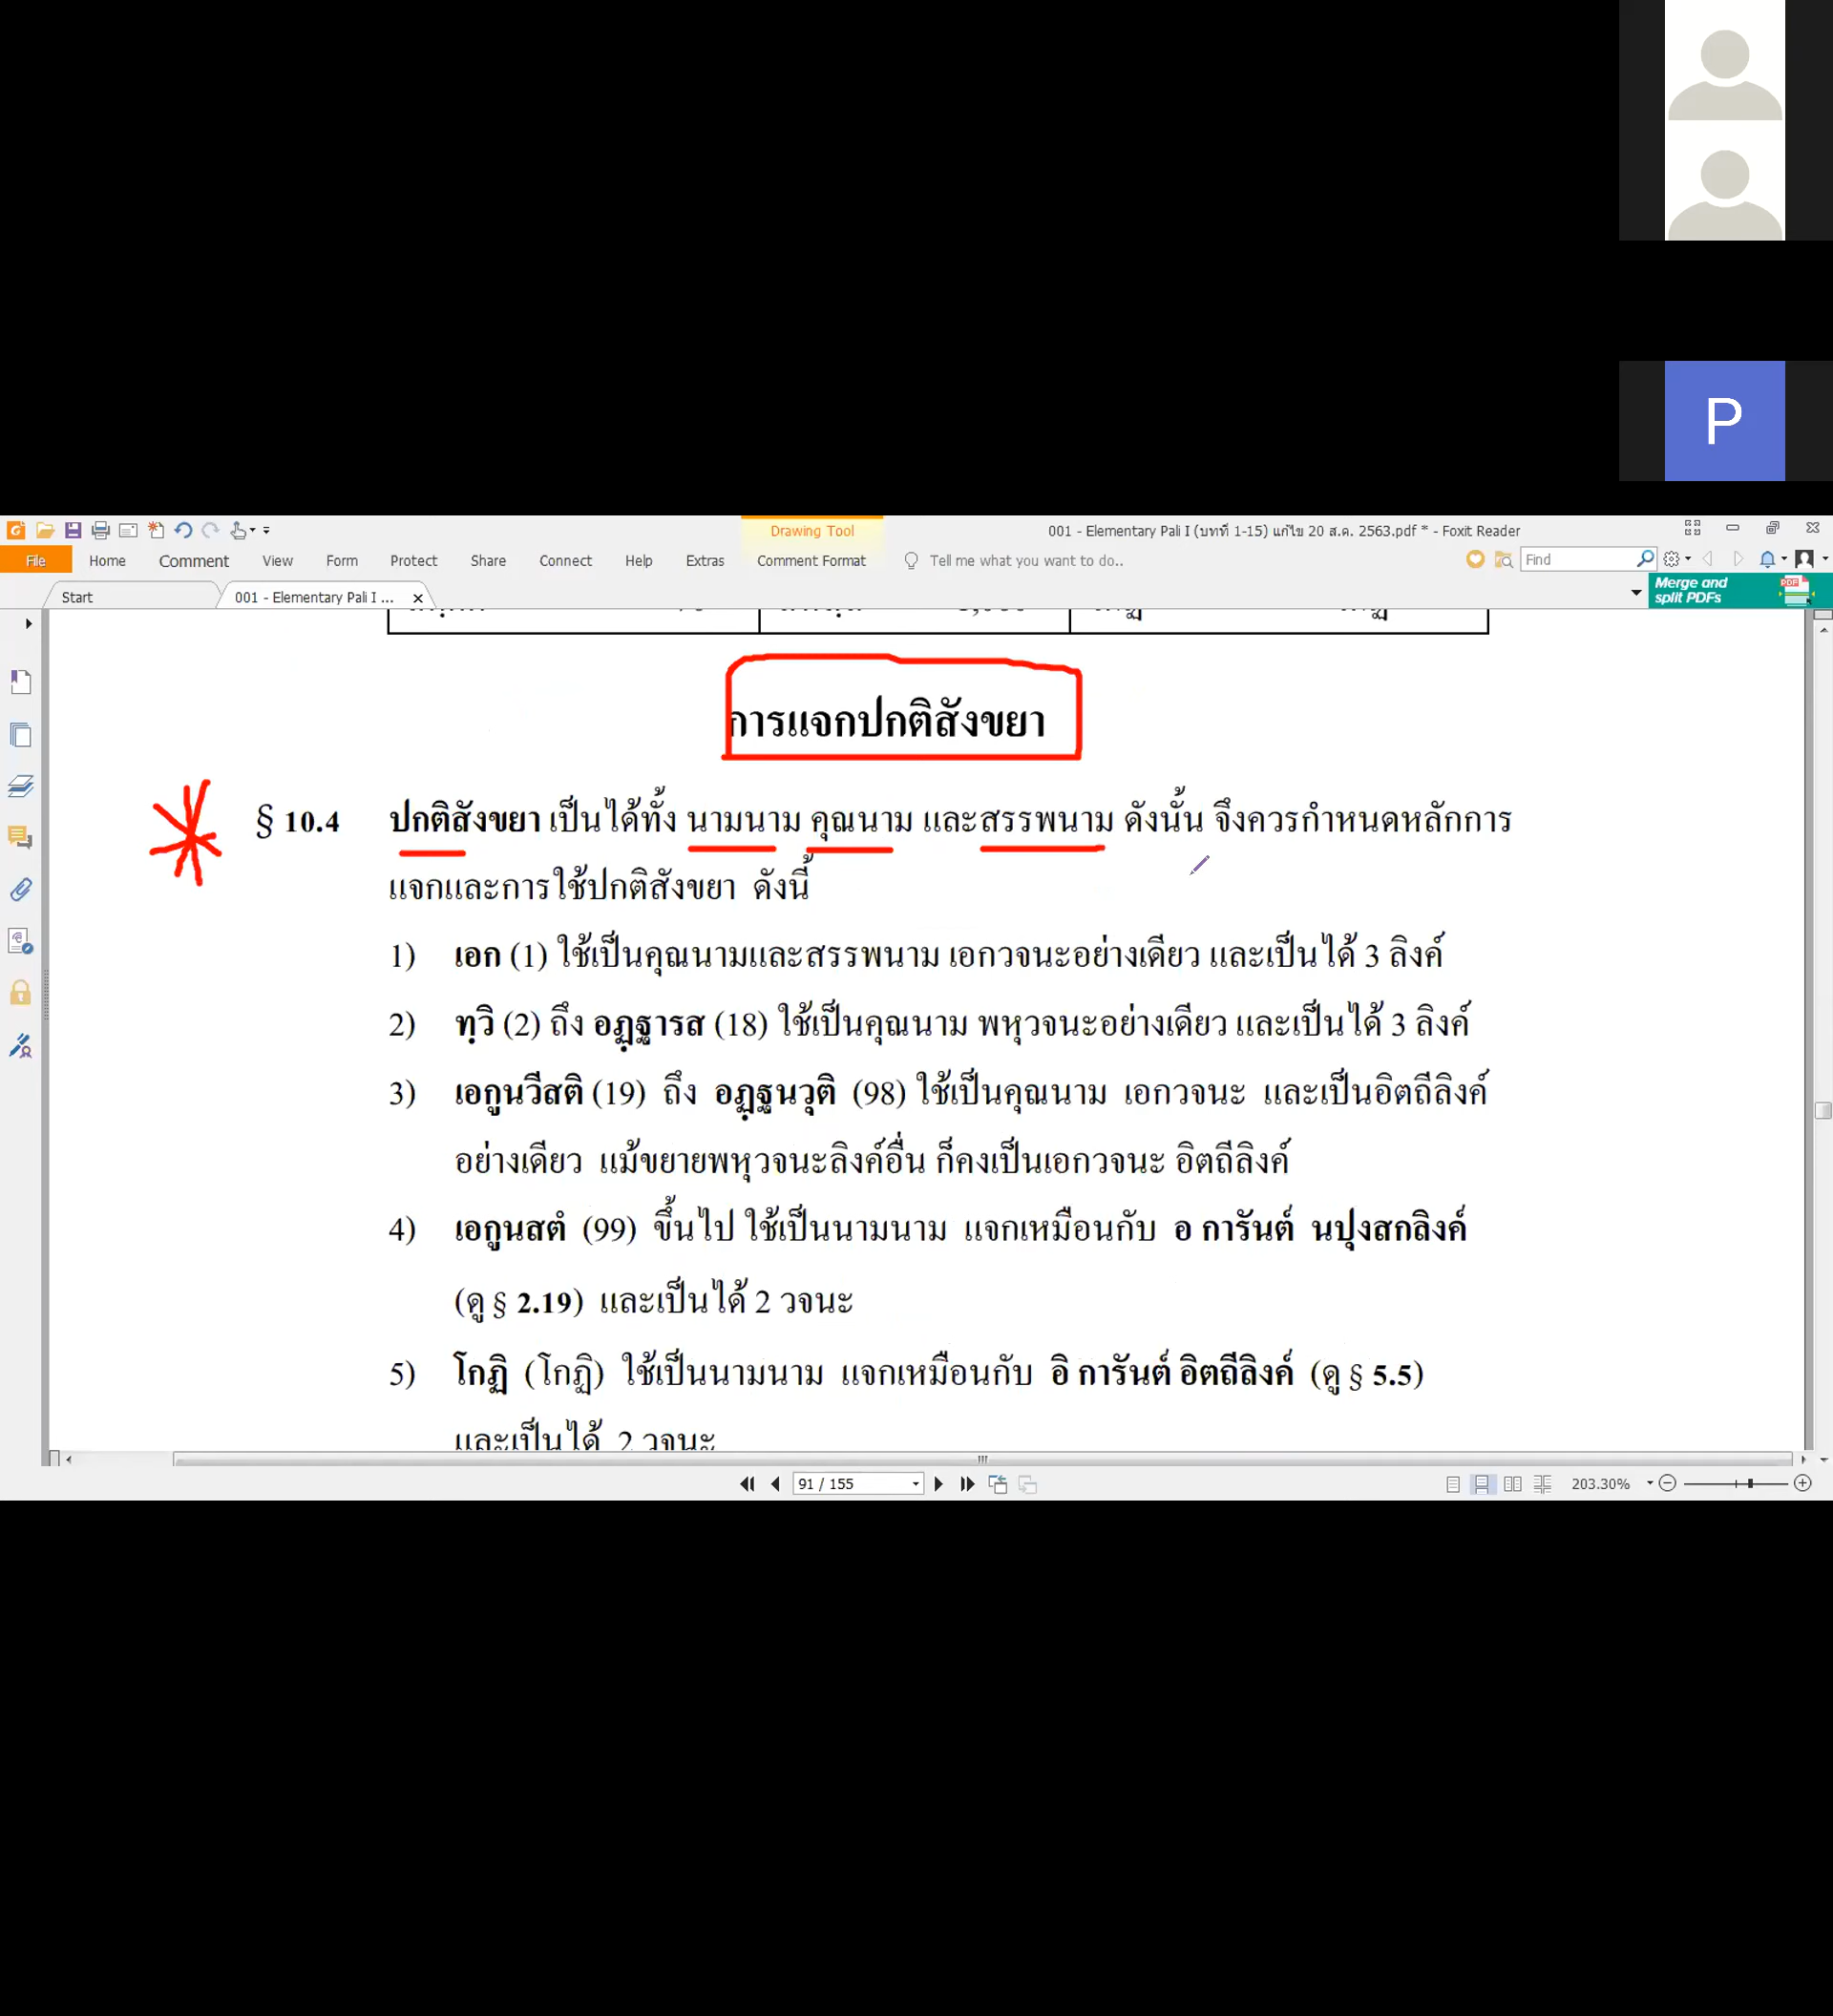 P
Drawing Tool
001 - Elementary Pali I (บทที่ 1-15) แก้ไข 20 ส.ค. 2563.pdf * - Foxit Reader
File Home Comment View Form Protect Share Connect Help Extras Comment Format Tell me what you want to do.. Find
Start 001 - Elementary Pali I ... Merge and
split PDFs
การแจกปกติสังขยา
§ 10.4 ปกติสังขยา เป็นได้ทั้ง นามนาม คุณนาม และสรรพนาม ดังนั้น จึงควรกำหนดหลักการ
แจกและการใช้ปกติสังขยา ดังนี้
1) เอก (1) ใช้เป็นคุณนามและสรรพนาม เอกวจนะอย่างเดียว และเป็นได้ 3 ลิงค์
2) ทฺวิ (2) ถึง อฏฺฐารส (18) ใช้เป็นคุณนาม พหุวจนะอย่างเดียว และเป็นได้ 3 ลิงค์
3) เอกูนวีสติ (19) ถึง อฏฺฐนวุติ (98) ใช้เป็นคุณนาม เอกวจนะ และเป็นอิตถีลิงค์
อย่างเดียว แม้ขยายพหุวจนะลิงค์อื่น ก็คงเป็นเอกวจนะ อิตถีลิงค์
4) เอกูนสตํ (99) ขึ้นไป ใช้เป็นนามนาม แจกเหมือนกับ อ การันต์ นปุงสกลิงค์
(ดู § 2.19) และเป็นได้ 2 วจนะ
5) โกฏิ (โกฏิ) ใช้เป็นนามนาม แจกเหมือนกับ อิ การันต์ อิตถีลิงค์ (ดู § 5.5)
และเป็นได้ 2 วจนะ
91 / 155 203.30%